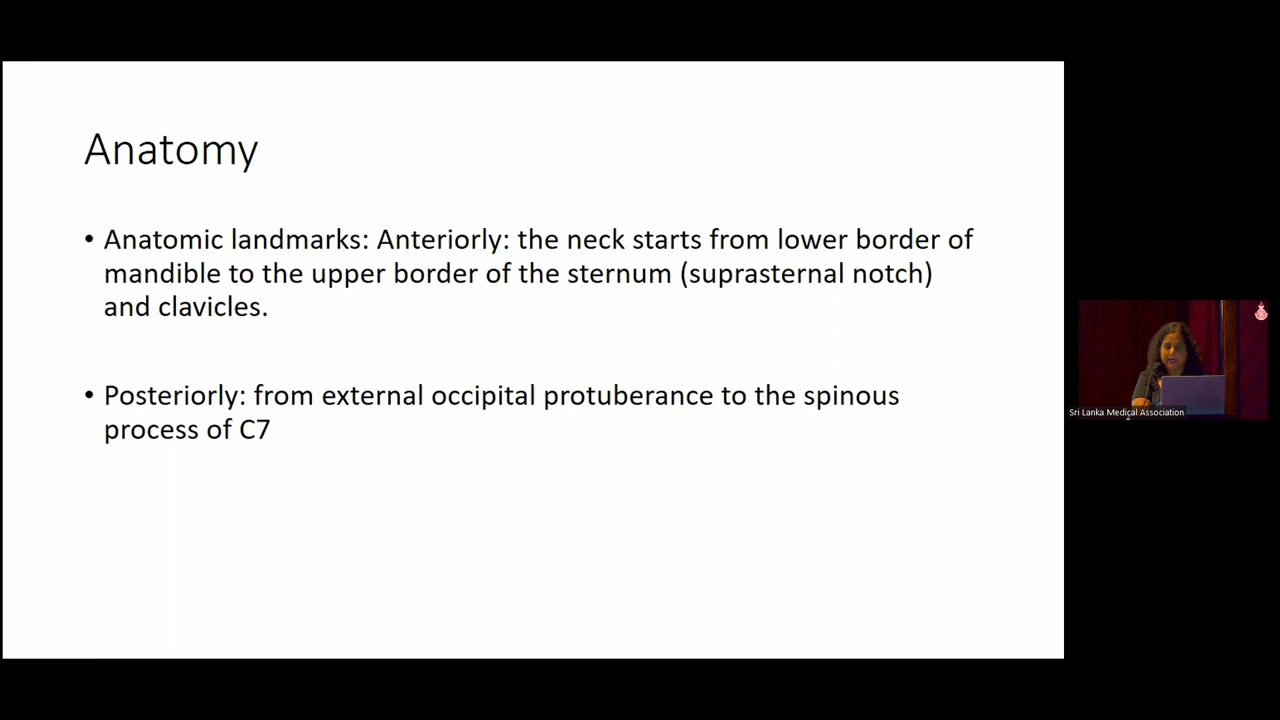 Anatomy
• Anatomic landmarks: Anteriorly: the neck starts from lower border of
mandible to the upper border of the sternum (suprasternal notch)
and clavicles.
• Posteriorly: from external occipital protuberance to the spinous
process of C7
Sri Lanka Medical Association